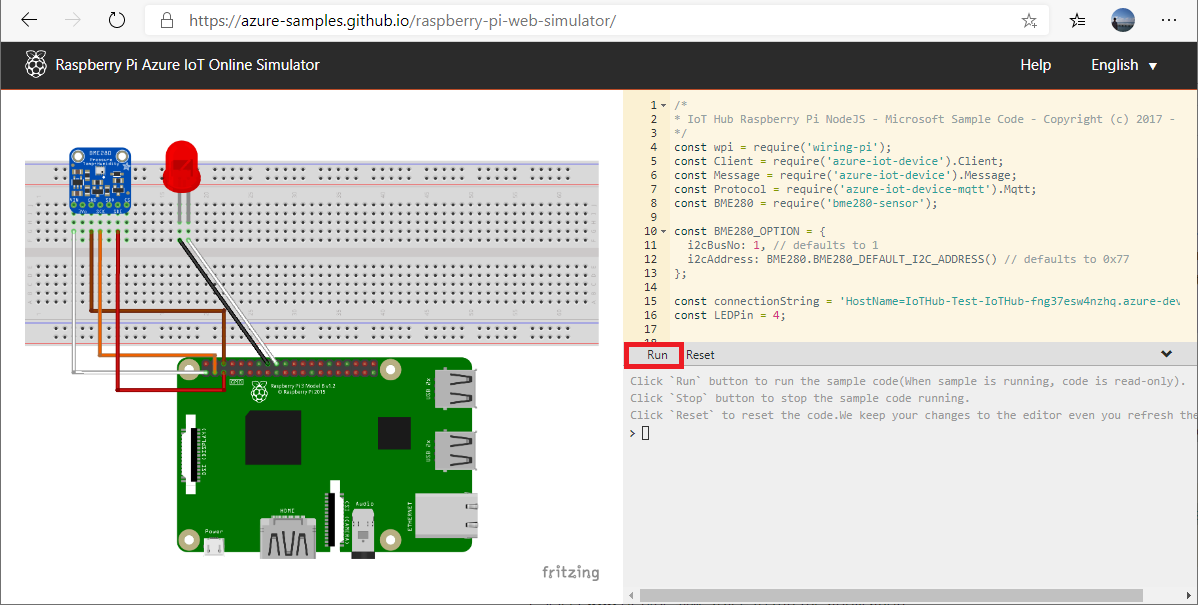 https://azure-samples.github.io/raspberry-pi-web-simulator/
Raspberry Pi Azure IoT Online Simulator
Help
English
BME280
Raspberry Pi 3 Model B v1.2
© Raspberry Pi 2015
USB 2x
USB 2x
DSI (DISPLAY)
Power
HDMI
CSI (CAMERA)
Audio
ETHERNET
fritzing
1 /*
2 * IoT Hub Raspberry Pi NodeJS - Microsoft Sample Code - Copyright (c) 2017 -
3 */
4 const wpi = require('wiring-pi');
5 const Client = require('azure-iot-device').Client;
6 const Message = require('azure-iot-device').Message;
7 const Protocol = require('azure-iot-device-mqtt').Mqtt;
8 const BME280 = require('bme280-sensor');
9
10 const BME280_OPTION = {
11 i2cBusNo: 1, // defaults to 1
12 i2cAddress: BME280.BME280_DEFAULT_I2C_ADDRESS() // defaults to 0x77
13 };
14
15 const connectionString = 'HostName=IoTHub-Test-IoTHub-fng37esw4nzhq.azure-dev
16 const LEDPin = 4;
17
Run Reset
Click `Run` button to run the sample code(When sample is running, code is read-only).
Click `Stop` button to stop the sample code running.
Click `Reset` to reset the code.We keep your changes to the editor even you refresh the
>